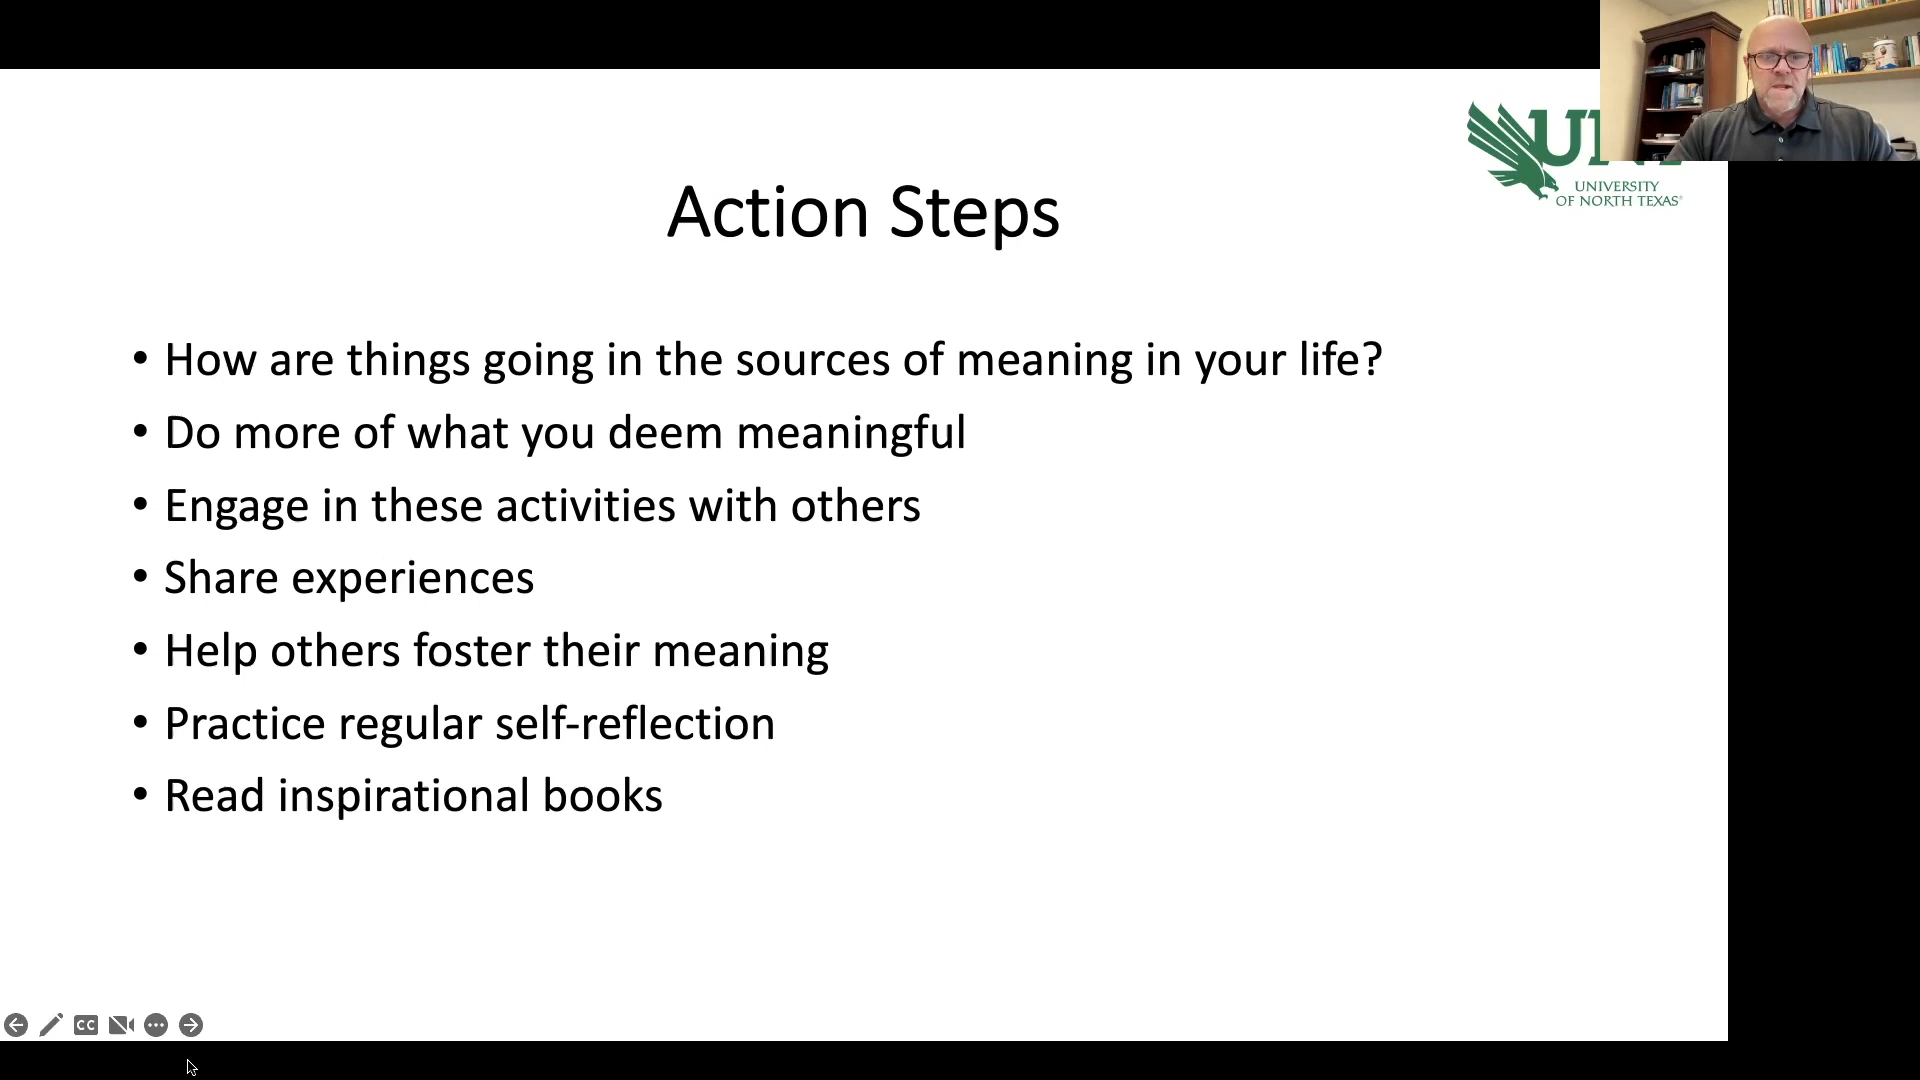 UNIVERSITY
OF NORTH TEXAS®
Action Steps
• How are things going in the sources of meaning in your life?
• Do more of what you deem meaningful
• Engage in these activities with others
• Share experiences
• Help others foster their meaning
• Practice regular self-reflection
• Read inspirational books
CC